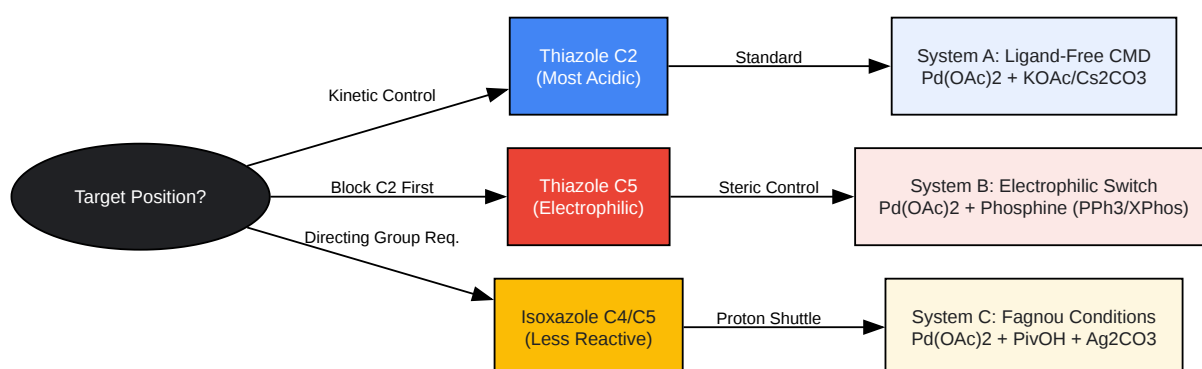 Target Position?
Kinetic Control
Thiazole C2
(Most Acidic)
Standard
System A: Ligand-Free CMD
Pd(OAc)2 + KOAc/Cs2CO3
Block C2 First
Thiazole C5
(Electrophilic)
Steric Control
System B: Electrophilic Switch
Pd(OAc)2 + Phosphine (PPh3/XPhos)
Directing Group Req.
Isoxazole C4/C5
(Less Reactive)
Proton Shuttle
System C: Fagnou Conditions
Pd(OAc)2 + PivOH + Ag2CO3